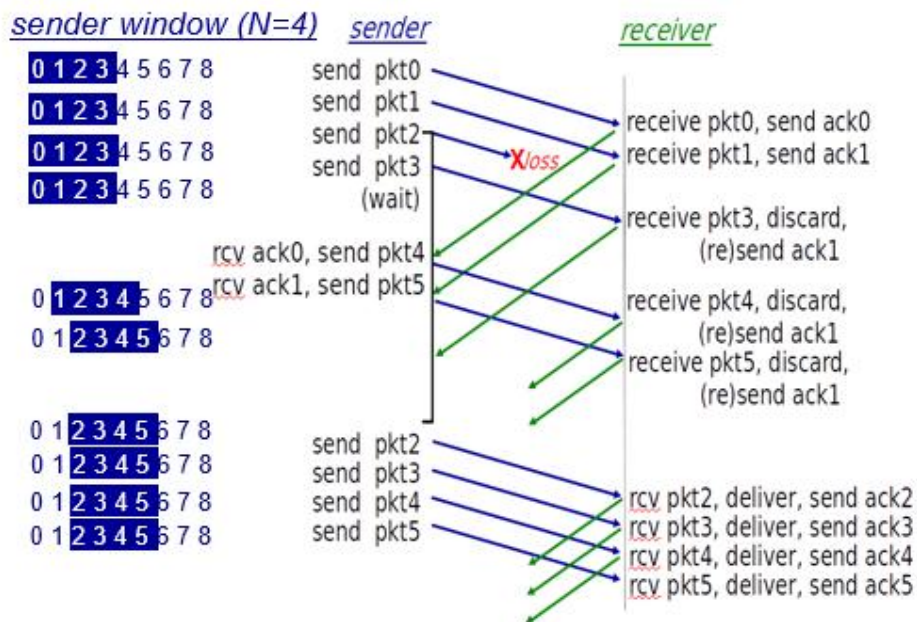 sender window (N=4) sender receiver
0 1 2 3 4 5 6 7 8 send pkt0
0 1 2 3 4 5 6 7 8 send pkt1
0 1 2 3 4 5 6 7 8 send pkt2
0 1 2 3 4 5 6 7 8 send pkt3
(wait)
X loss
receive pkt0, send ack0
receive pkt1, send ack1
receive pkt3, discard,
(re)send ack1
rcv ack0, send pkt4
rcv ack1, send pkt5
0 1 2 3 4 5 6 7 8
0 1 2 3 4 5 6 7 8
receive pkt4, discard,
(re)send ack1
receive pkt5, discard,
(re)send ack1
0 1 2 3 4 5 6 7 8 send pkt2
0 1 2 3 4 5 6 7 8 send pkt3
0 1 2 3 4 5 6 7 8 send pkt4
0 1 2 3 4 5 6 7 8 send pkt5
rcv pkt2, deliver, send ack2
rcv pkt3, deliver, send ack3
rcv pkt4, deliver, send ack4
rcv pkt5, deliver, send ack5